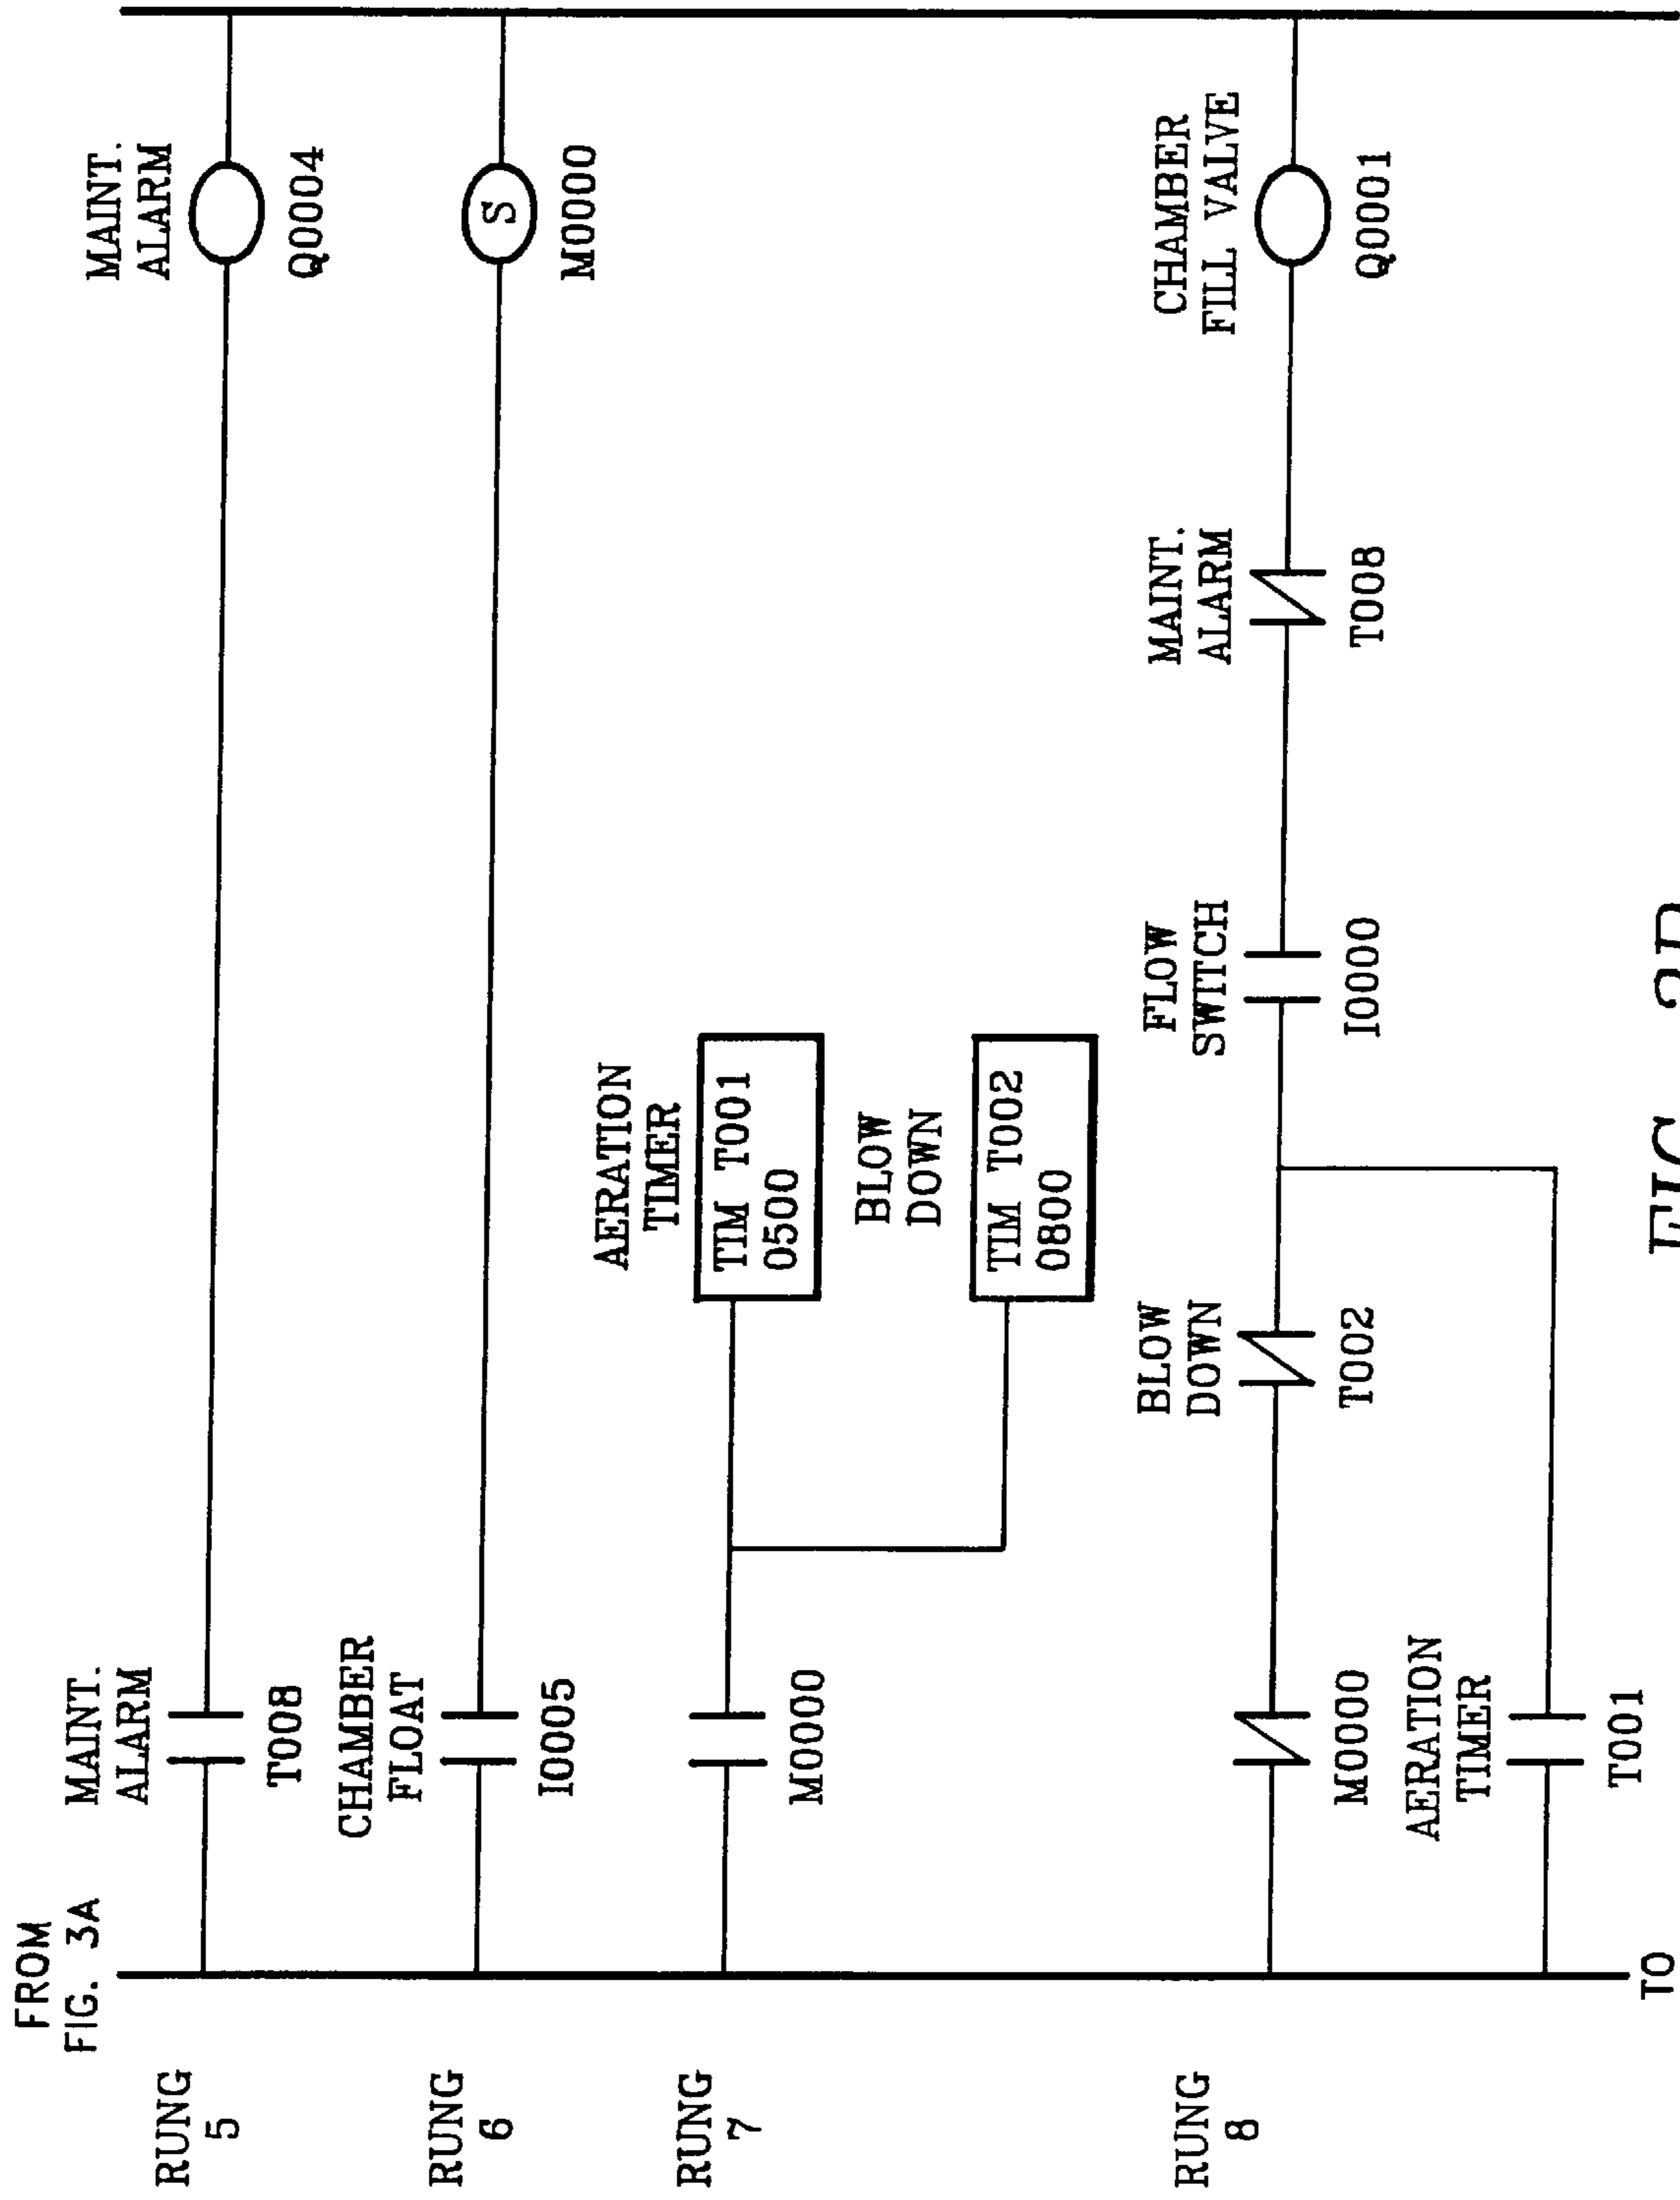 FROM
FIG. 3A
RUNG
5
MAINT.
ALARM
T008
MAINT.
ALARM
Q0004
RUNG
6
CHAMBER
FLOAT
I0005
S
M0000
RUNG
7
M0000
AERATION
TIMER
TIM T001
0500
BLOW
DOWN
TIM T002
0800
RUNG
8
M0000
BLOW
DOWN
T002
FLOW
SWITCH
I0000
MAINT.
ALARM
T008
CHAMBER
FILL VALVE
Q0001
AERATION
TIMER
T001
TO
FIG.